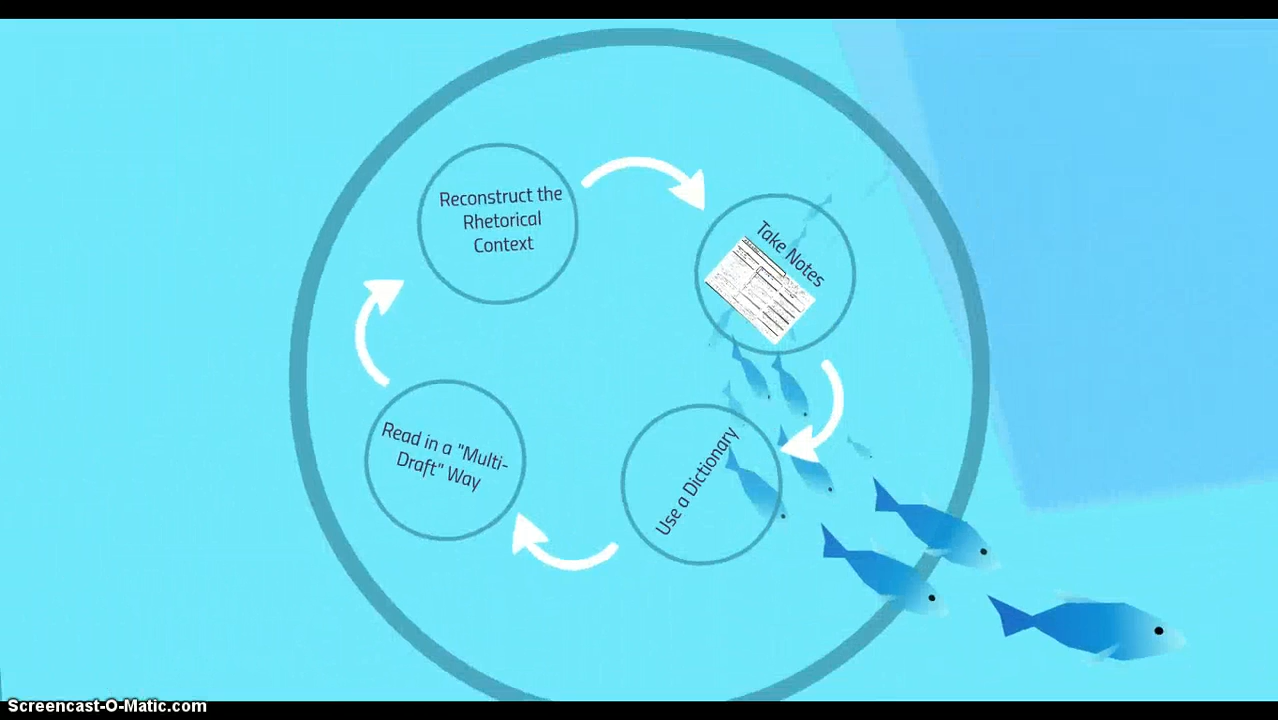 Reconstruct the
Rhetorical
Context
Take Notes
Use a Dictionary
Read in a "Multi-
Draft" Way
Screencast-O-Matic.com